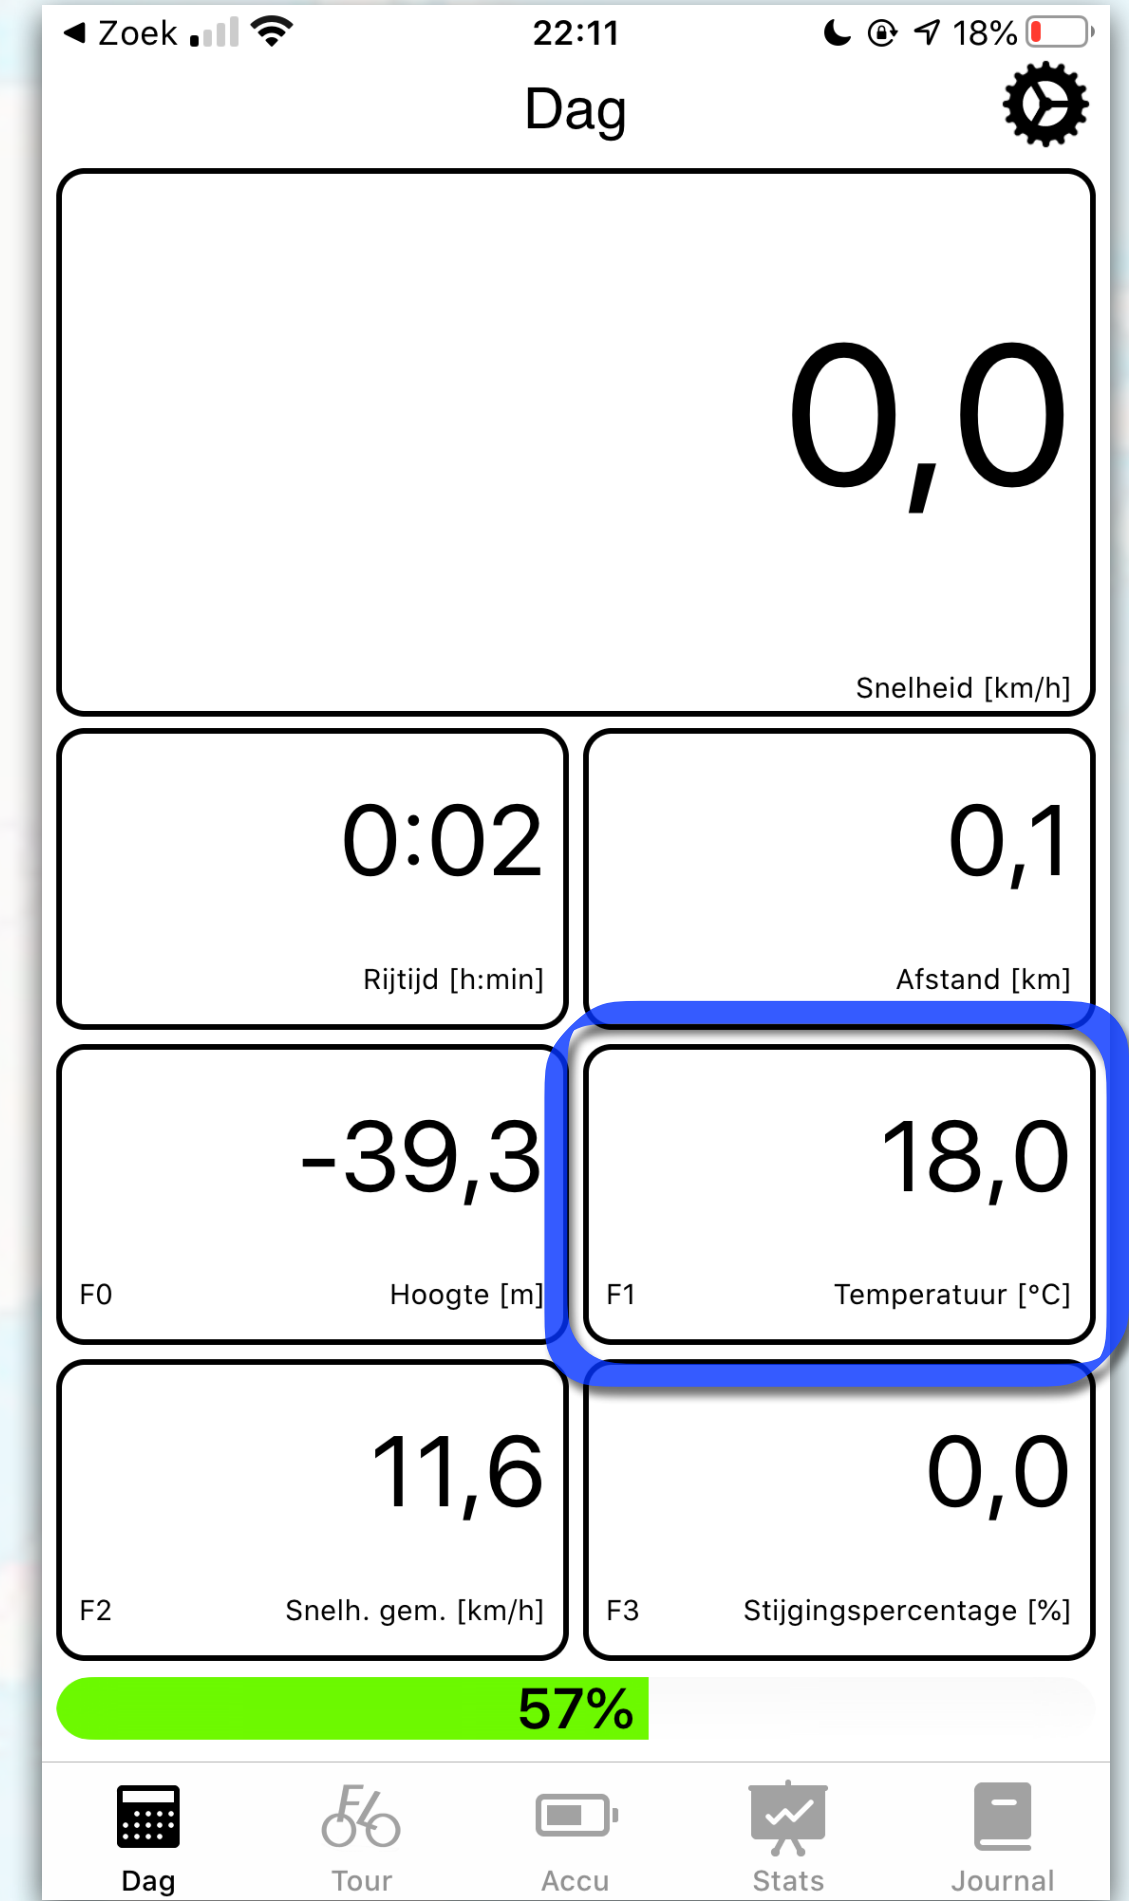 Zoek 22:11 18%
Dag
0,0
Snelheid [km/h]
0:02
Rijtijd [h:min]
0,1
Afstand [km]
-39,3
F0 Hoogte [m]
18,0
F1 Temperatuur [°C]
11,6
F2 Snelh. gem. [km/h]
0,0
F3 Stijgingspercentage [%]
57%
Dag Tour Accu Stats Journal